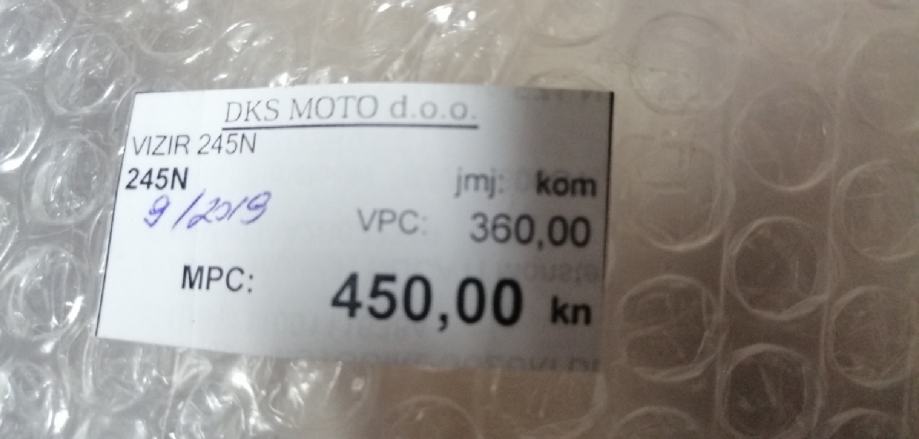 DKS MOTO d.o.o.
VIZIR 245N
245N jmj: kom
9/2019
VPC: 360,00
MPC: 450,00 kn